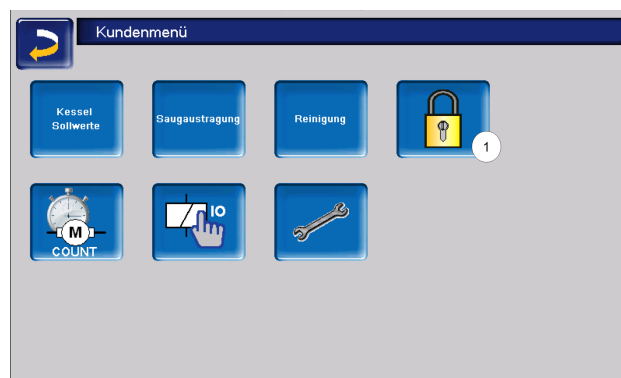 Kundenmenü
Kessel
Sollwerte
Saugaustragung
Reinigung
1
M
COUNT
IO